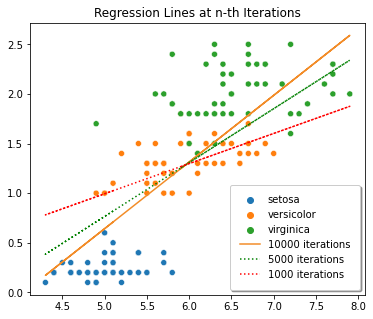 Regression Lines at n-th Iterations
2.5
2.0
1.5
1.0
0.5
0.0
setosa
versicolor
virginica
10000 iterations
5000 iterations
1000 iterations
4.5 5.0 5.5 6.0 6.5 7.0 7.5 8.0